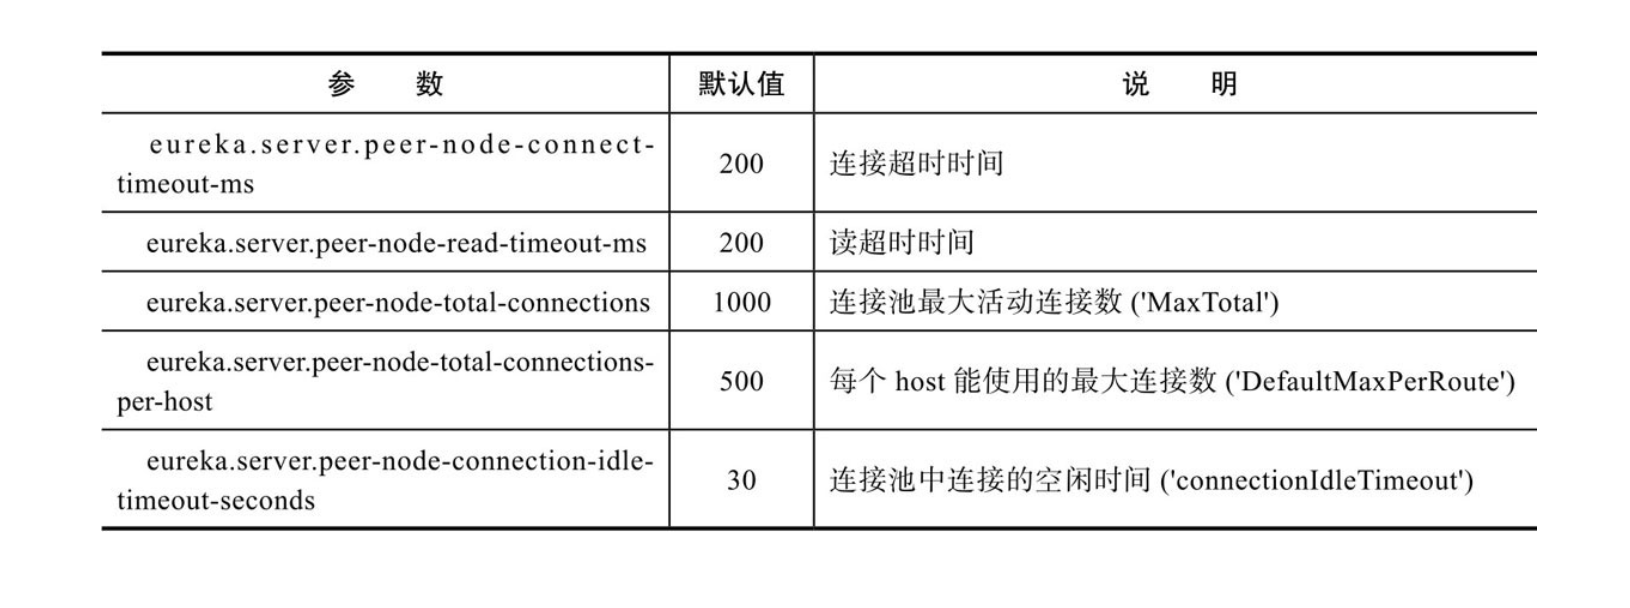 参 数 默认值 说 明
eureka.server.peer-node-connect-
timeout-ms
200
连接超时时间
eureka.server.peer-node-read-timeout-ms 200 读超时时间
eureka.server.peer-node-total-connections 1000 连接池最大活动连接数 ('MaxTotal')
eureka.server.peer-node-total-connections-
per-host
500
每个 host 能使用的最大连接数 ('DefaultMaxPerRoute')
eureka.server.peer-node-connection-idle-
timeout-seconds
30
连接池中连接的空闲时间 ('connectionIdleTimeout')